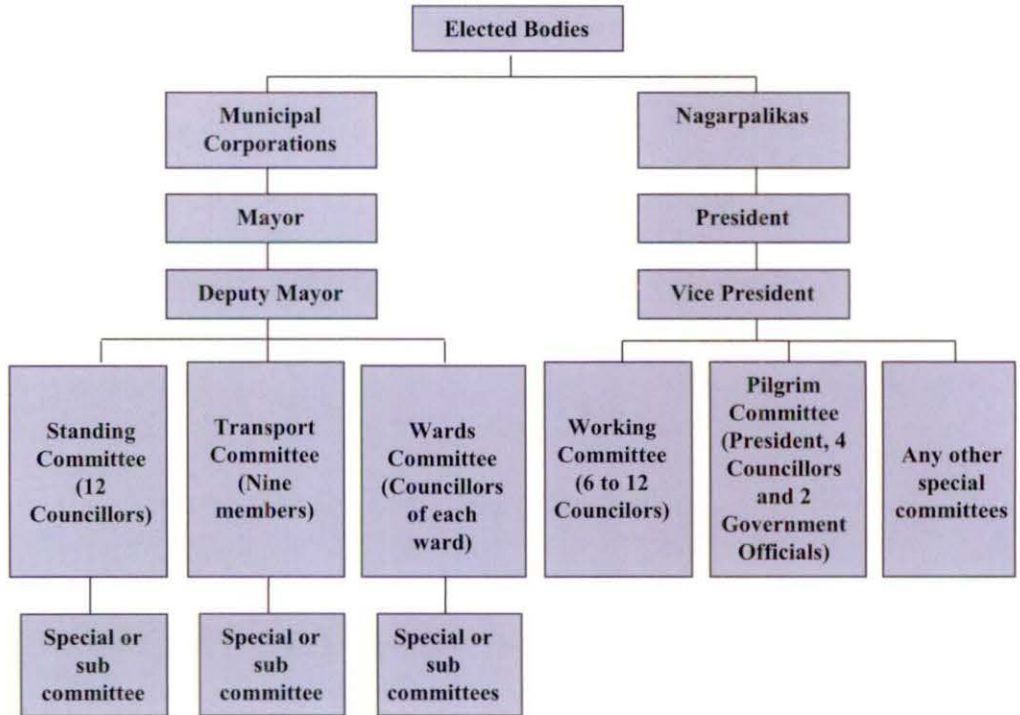 Elected Bodies
Municipal
Corporations
Nagarpalikas
Mayor
President
Deputy Mayor
Vice President
Standing
Committee
(12
Councillors)
Transport
Committee
(Nine
members)
Wards
Committee
(Councillors
of each
ward)
Working
Committee
(6 to 12
Councilors)
Pilgrim
Committee
(President, 4
Councillors
and 2
Government
Officials)
Any other
special
committees
Special or
sub
committee
Special or
sub
committee
Special or
sub
committees